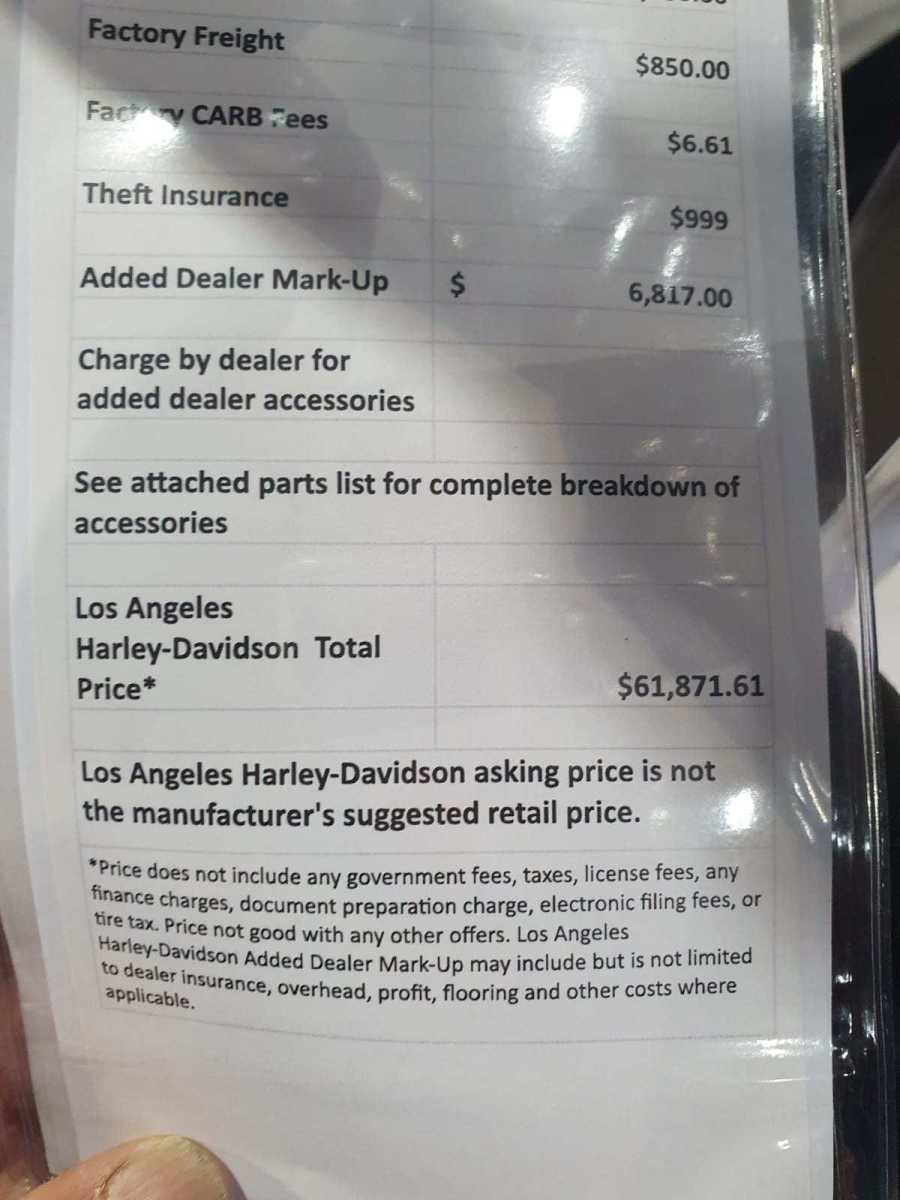 Factory Freight
$850.00
Factory CARB Fees
$6.61
Theft Insurance
$999
Added Dealer Mark-Up $ 6,817.00
Charge by dealer for
added dealer accessories
See attached parts list for complete breakdown of
accessories
Los Angeles
Harley-Davidson Total
Price*
$61,871.61
Los Angeles Harley-Davidson asking price is not
the manufacturer's suggested retail price.
*Price does not include any government fees, taxes, license fees, any
finance charges, document preparation charge, electronic filing fees, or
tire tax. Price not good with any other offers. Los Angeles
Harley-Davidson Added Dealer Mark-Up may include but is not limited
to dealer insurance, overhead, profit, flooring and other costs where
applicable.